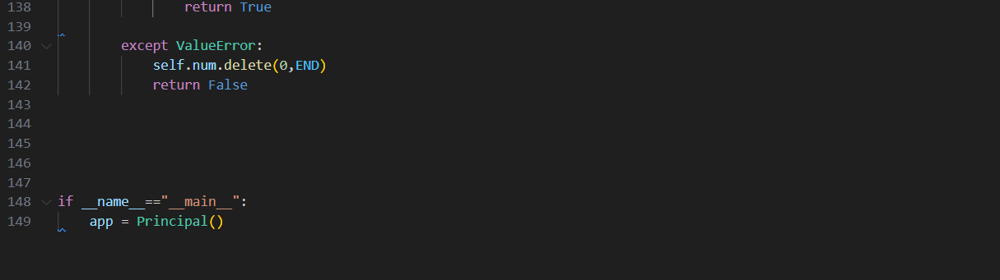 138 return True
139
140 except ValueError:
141 self.num.delete(0,END)
142 return False
143
144
145
146
147
148 if __name__=="__main__":
149 app = Principal()